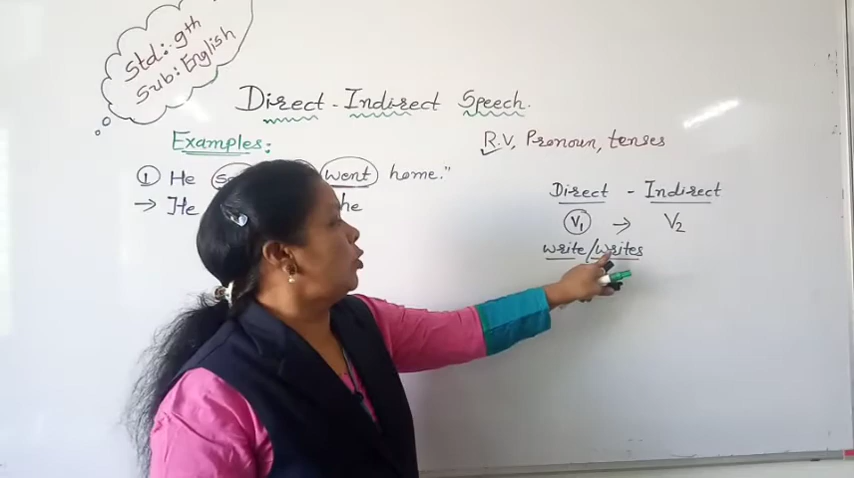 Std: 9th
Sub: English
Direct - Indirect Speech.
Examples:
R.V, Pronoun, tenses
① He went home."
→ He he
Direct - Indirect
V1 → V2
write/writes